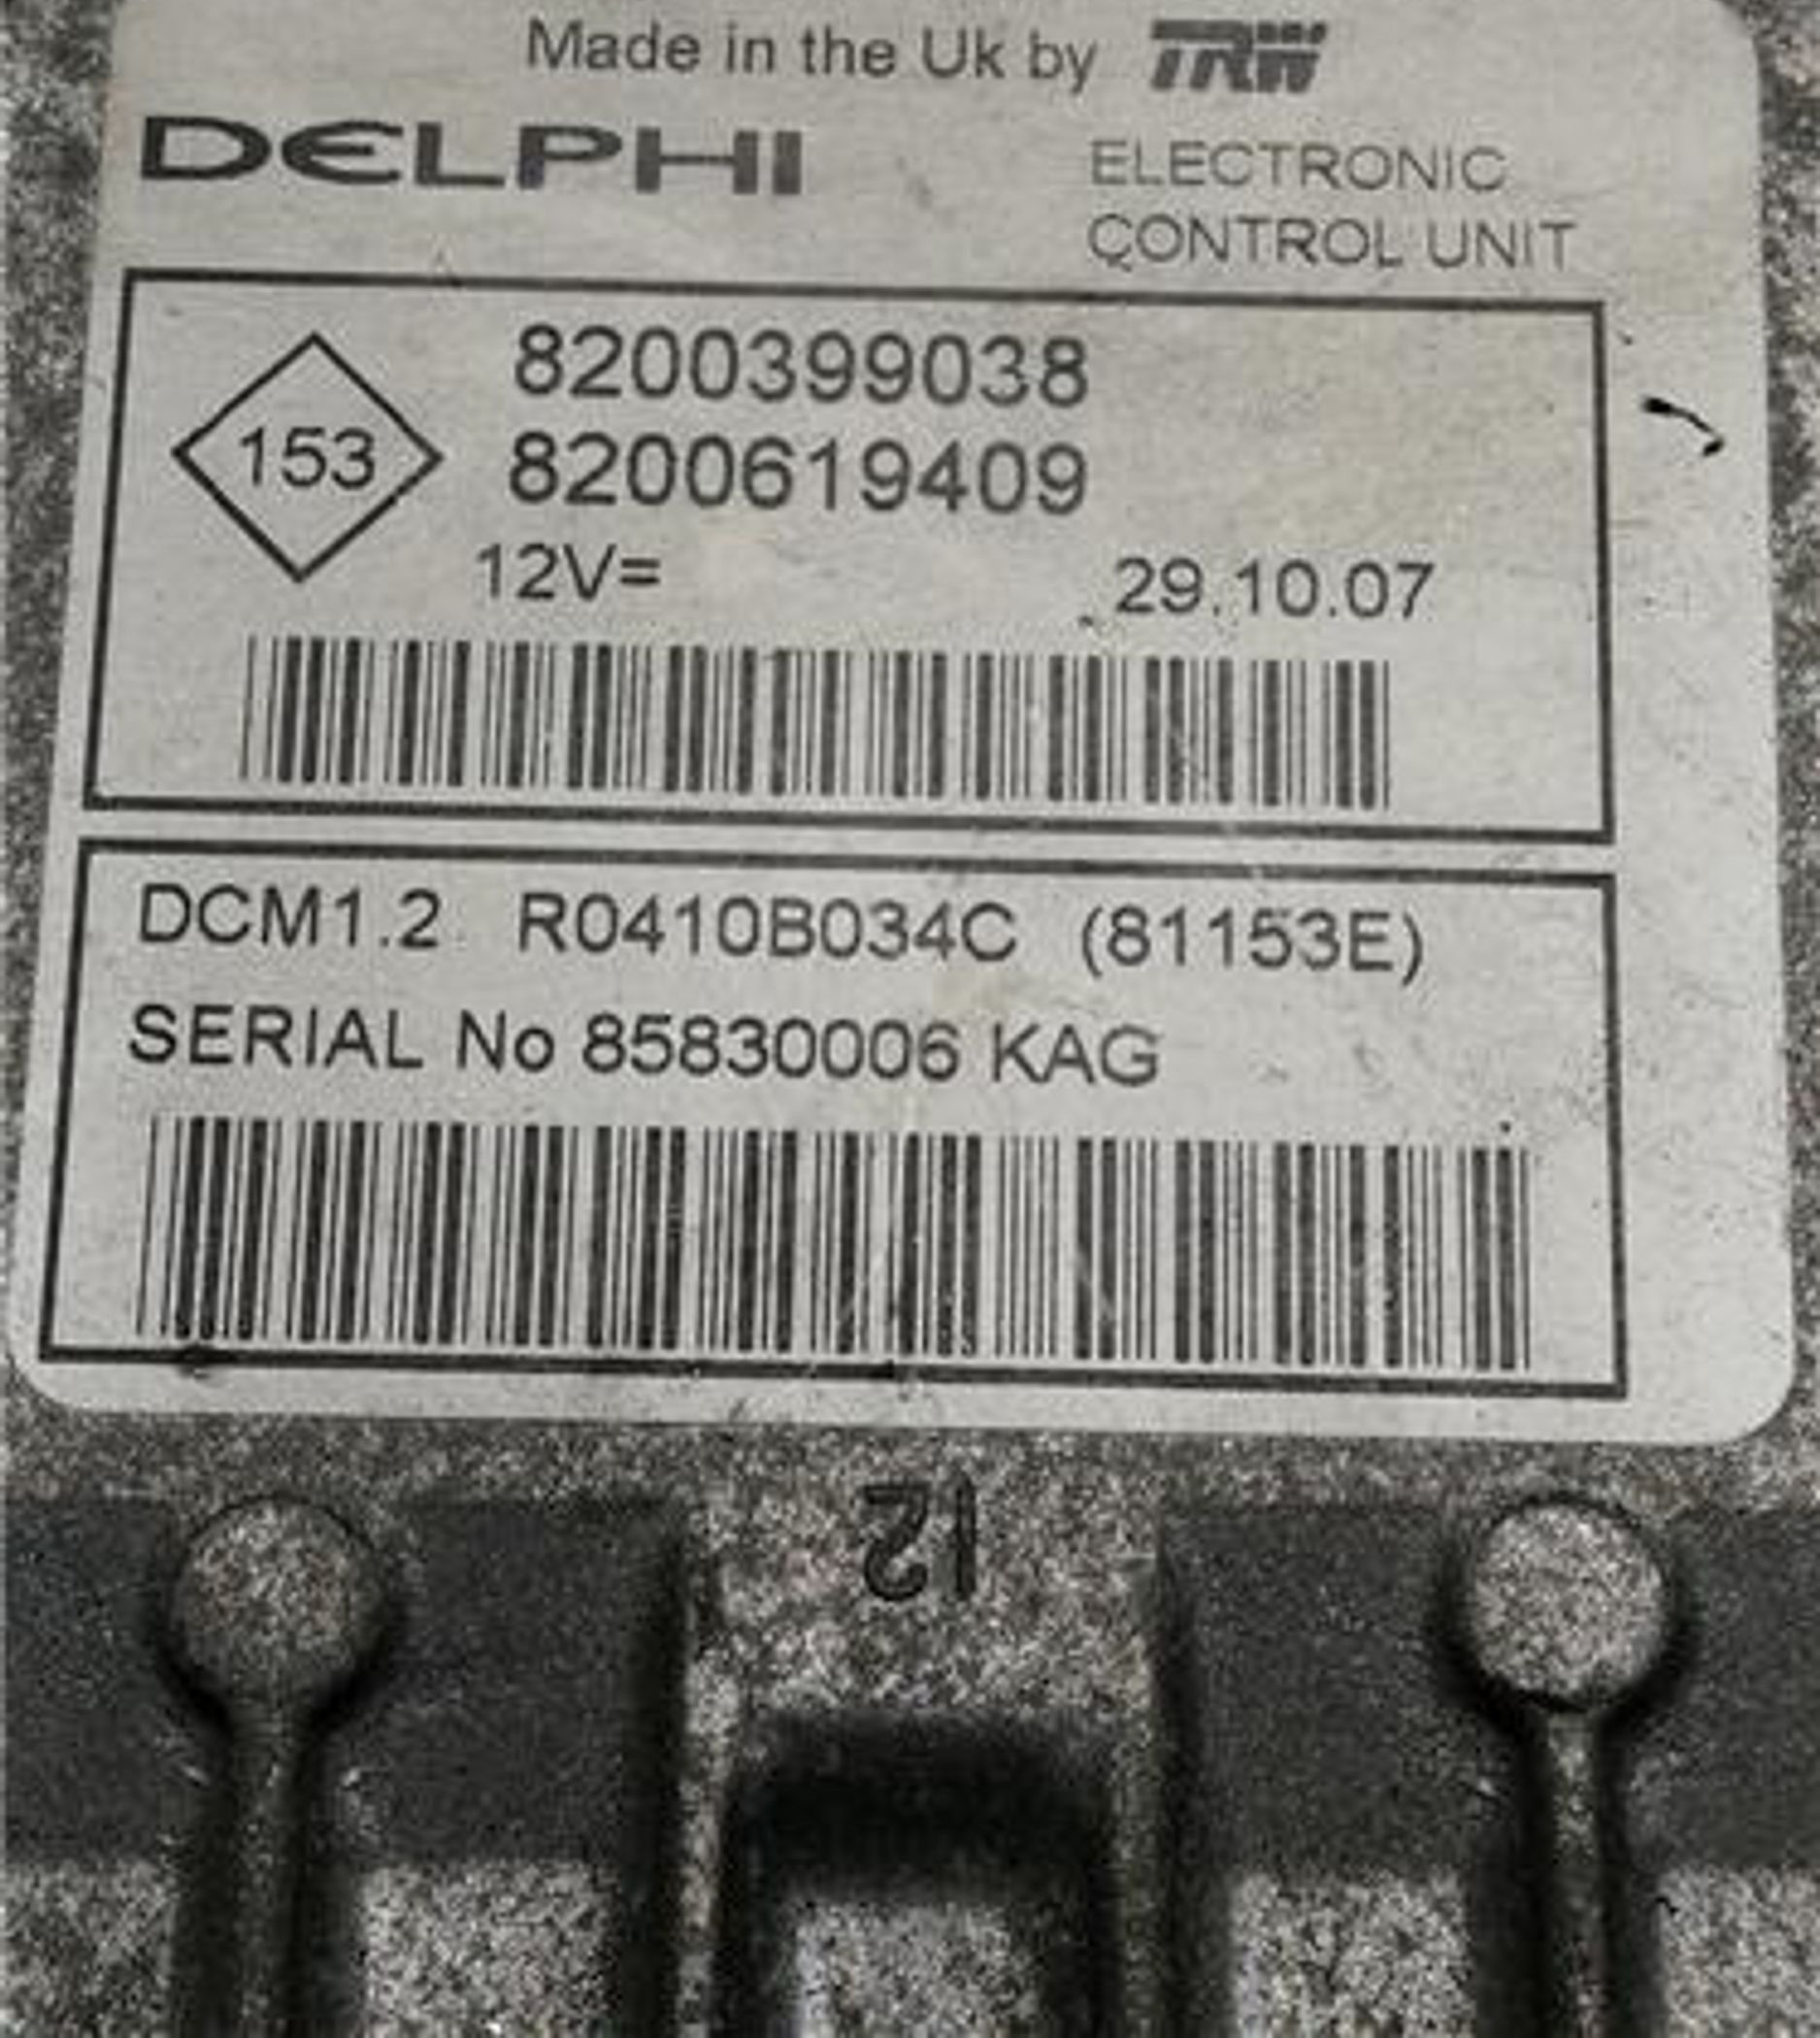 Made in the Uk by TRW
DELPHI
ELECTRONIC
CONTROL UNIT
153
8200399038
8200619409
12V=
29.10.07
DCM1.2 R0410B034C (81153E)
SERIAL No 85830006 KAG
12